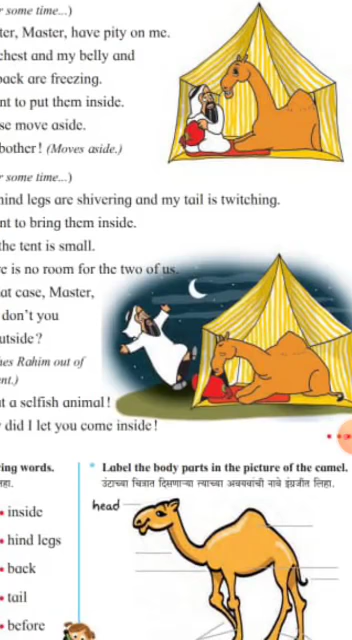 r some time...)
ter, Master, have pity on me.
chest and my belly and
back are freezing.
nt to put them inside.
se move aside.
bother! (Moves aside.)
r some time...)
hind legs are shivering and my tail is twitching.
nt to bring them inside.
the tent is small.
e is no room for the two of us.
at case, Master,
don't you
utside?
hes Rahim out of
nt.)
t a selfish animal!
did I let you come inside!
ing words.
लिहा.
• inside
• hind legs
• back
• tail
• before
* Label the body parts in the picture of the camel.
उंटाच्या चित्रात दिसणाऱ्या त्याच्या अवयवांची नावे इंग्रजीत लिहा.
head